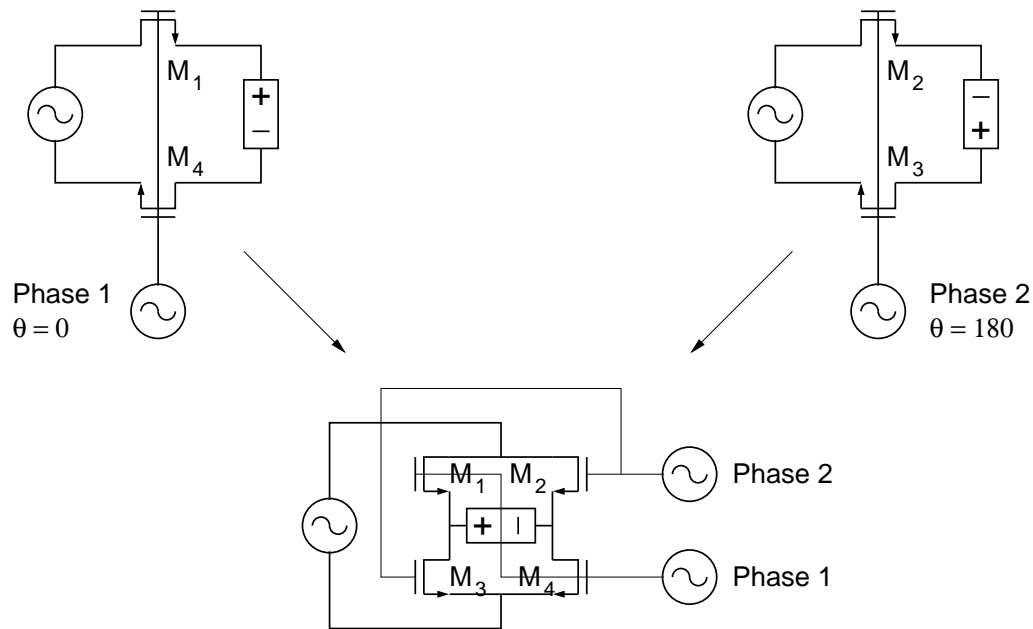 M1
+
−
M4
Phase 1
θ = 0
M2
−
+
M3
Phase 2
θ = 180
M1 M2
Phase 2
+ −
M3 M4
Phase 1